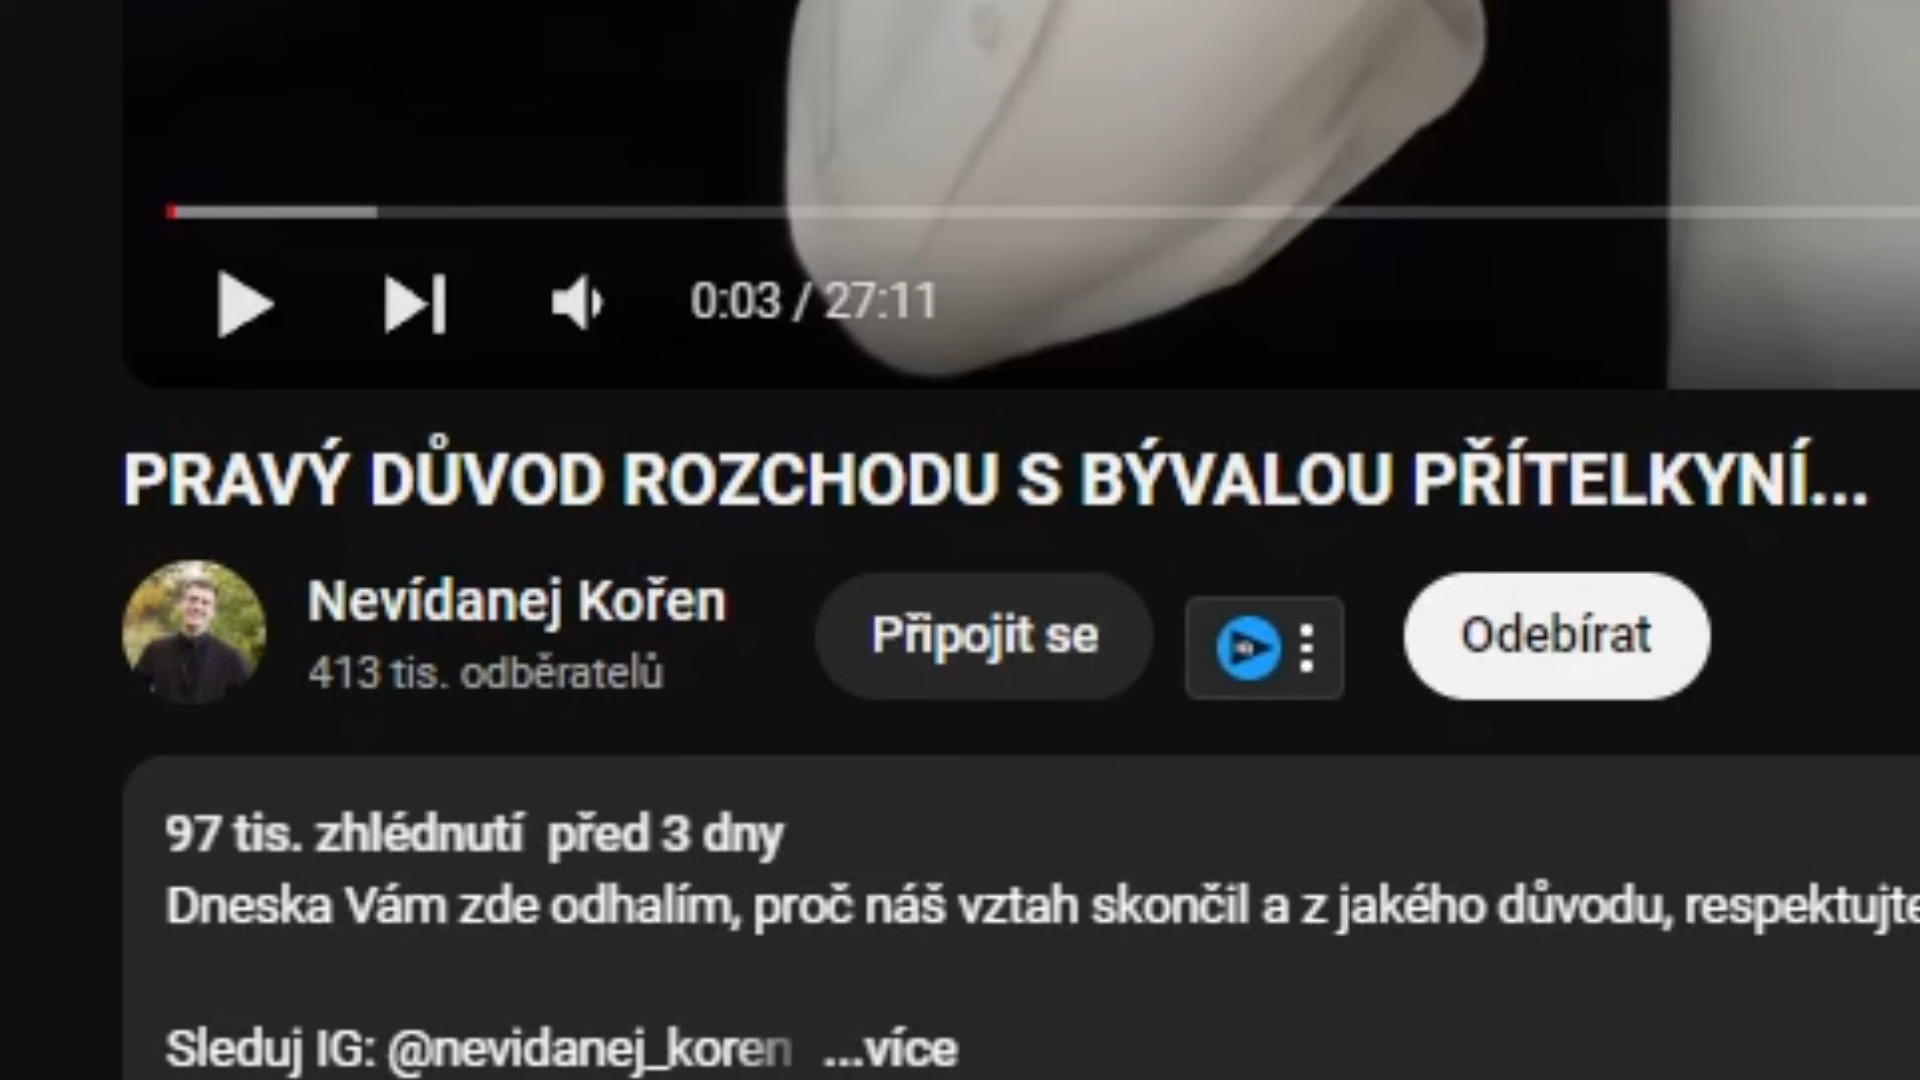 0:03 / 27:11
PRAVÝ DŮVOD ROZCHODU S BÝVALOU PŘÍTELKYNÍ...
Nevídanej Kořen
413 tis. odběratelů
Připojit se
Odebírat
97 tis. zhlédnutí před 3 dny
Dneska Vám zde odhalím, proč náš vztah skončil a z jakého důvodu, respektujte
Sleduj IG: @nevidanej_koren ...více